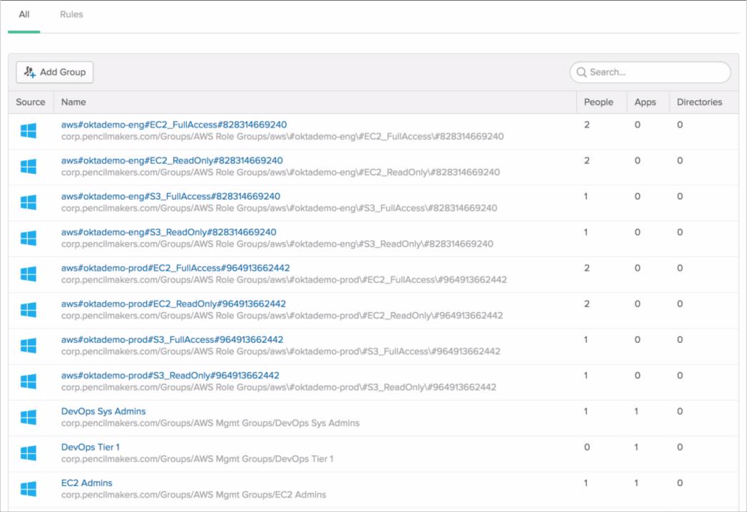 All Rules
Add Group Search...
Source Name People Apps Directories
aws#oktademo-eng#EC2_FullAccess#828314669240 2 0 0
corp.pencilmakers.com/Groups/AWS Role Groups/aws\#oktademo-eng\#EC2_FullAccess\#828314669240
aws#oktademo-eng#EC2_ReadOnly#828314669240 2 0 0
corp.pencilmakers.com/Groups/AWS Role Groups/aws\#oktademo-eng\#EC2_ReadOnly\#828314669240
aws#oktademo-eng#S3_FullAccess#828314669240 1 0 0
corp.pencilmakers.com/Groups/AWS Role Groups/aws\#oktademo-eng\#S3_FullAccess\#828314669240
aws#oktademo-eng#S3_ReadOnly#828314669240 1 0 0
corp.pencilmakers.com/Groups/AWS Role Groups/aws\#oktademo-eng\#S3_ReadOnly\#828314669240
aws#oktademo-prod#EC2_FullAccess#964913662442 2 0 0
corp.pencilmakers.com/Groups/AWS Role Groups/aws\#oktademo-prod\#EC2_FullAccess\#964913662442
aws#oktademo-prod#EC2_ReadOnly#964913662442 2 0 0
corp.pencilmakers.com/Groups/AWS Role Groups/aws\#oktademo-prod\#EC2_ReadOnly\#964913662442
aws#oktademo-prod#S3_FullAccess#964913662442 1 0 0
corp.pencilmakers.com/Groups/AWS Role Groups/aws\#oktademo-prod\#S3_FullAccess\#964913662442
aws#oktademo-prod#S3_ReadOnly#964913662442 1 0 0
corp.pencilmakers.com/Groups/AWS Role Groups/aws\#oktademo-prod\#S3_ReadOnly\#964913662442
DevOps Sys Admins 1 1 0
corp.pencilmakers.com/Groups/AWS Mgmt Groups/DevOps Sys Admins
DevOps Tier 1 0 1 0
corp.pencilmakers.com/Groups/AWS Mgmt Groups/DevOps Tier 1
EC2 Admins 1 1 0
corp.pencilmakers.com/Groups/AWS Mgmt Groups/EC2 Admins